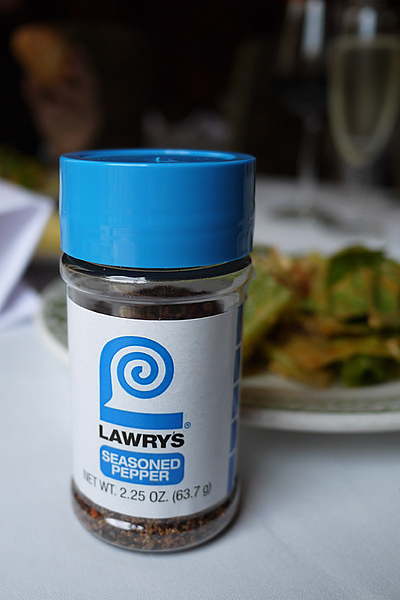 ®
LAWRY'S
SEASONED
PEPPER
NET WT. 2.25 OZ. (63.7 g)